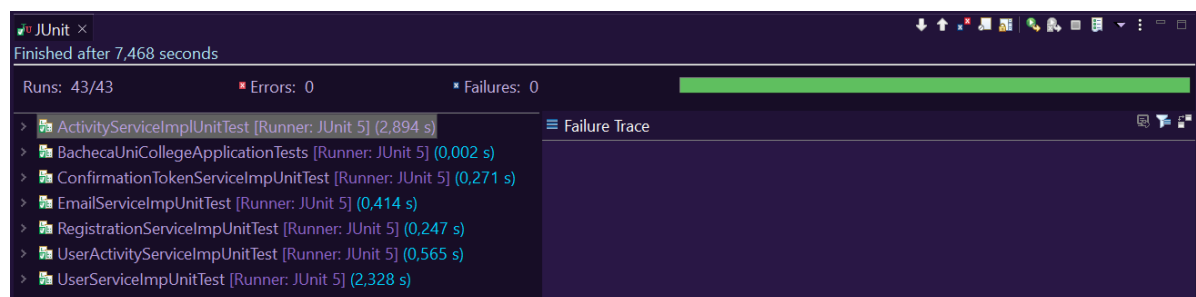 JUnit
Finished after 7,468 seconds
Runs: 43/43 Errors: 0 Failures: 0
ActivityServiceImplUnitTest [Runner: JUnit 5] (2,894 s)
Failure Trace
BachecaUniCollegeApplicationTests [Runner: JUnit 5] (0,002 s)
ConfirmationTokenServiceImpUnitTest [Runner: JUnit 5] (0,271 s)
EmailServiceImpUnitTest [Runner: JUnit 5] (0,414 s)
RegistrationServiceImpUnitTest [Runner: JUnit 5] (0,247 s)
UserActivityServiceImpUnitTest [Runner: JUnit 5] (0,565 s)
UserServiceImpUnitTest [Runner: JUnit 5] (2,328 s)